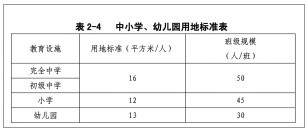 表 2-4 中小学、幼儿园用地标准表
教育设施 用地标准（平方米/人） 班级规模（人/班）
完全中学 16 50
初级中学
小学 12 45
幼儿园 13 30